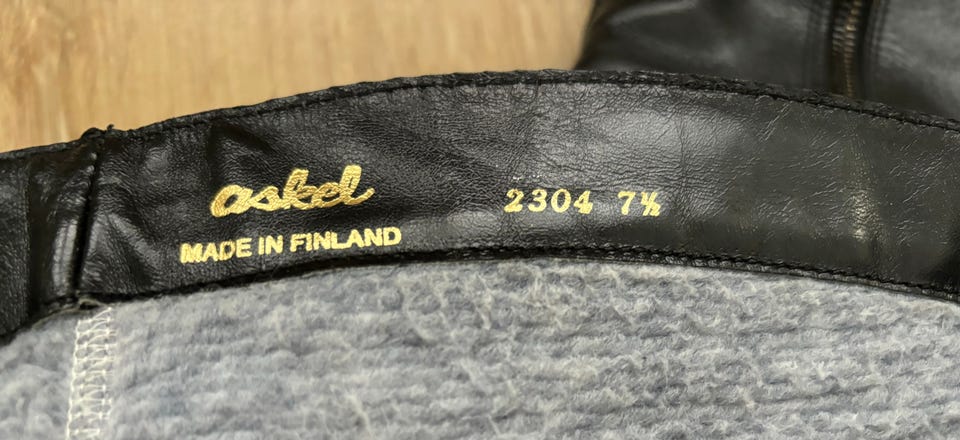 askel
MADE IN FINLAND
2304 7½